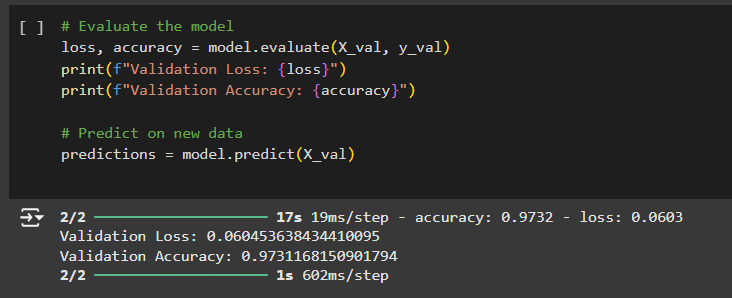 [ ] # Evaluate the model
loss, accuracy = model.evaluate(X_val, y_val)
print(f"Validation Loss: {loss}")
print(f"Validation Accuracy: {accuracy}")
# Predict on new data
predictions = model.predict(X_val)
2/2 ━━━━━━━━━━━━━━━━━━━━ 17s 19ms/step - accuracy: 0.9732 - loss: 0.0603
Validation Loss: 0.060453638434410095
Validation Accuracy: 0.9731168150901794
2/2 ━━━━━━━━━━━━━━━━━━━━ 1s 602ms/step